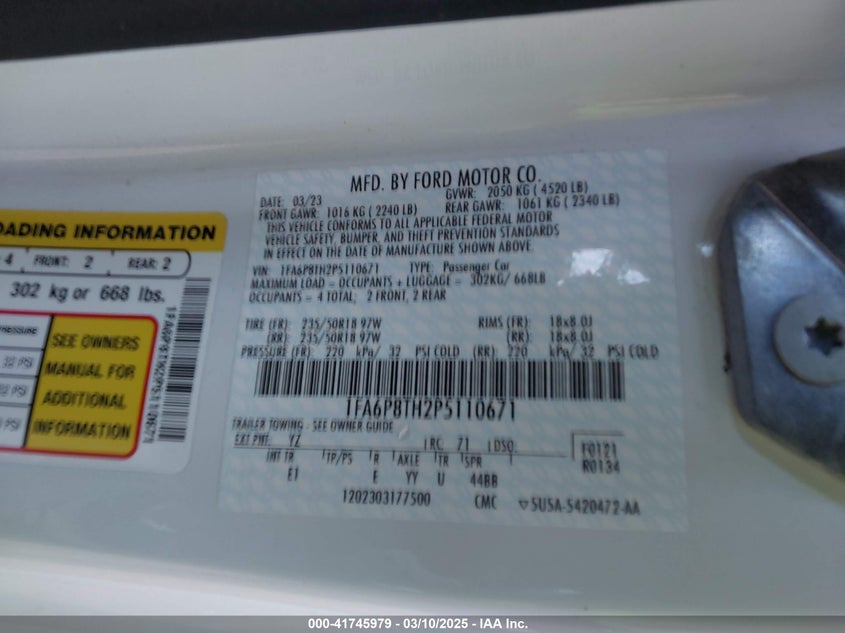 MFD. BY FORD MOTOR CO.
DATE: 03/23
GVWR: 2050 KG ( 4520 LB)
FRONT GAWR: 1016 KG ( 2240 LB)
REAR GAWR: 1061 KG ( 2340 LB)
THIS VEHICLE CONFORMS TO ALL APPLICABLE FEDERAL MOTOR
VEHICLE SAFETY, BUMPER, AND THEFT PREVENTION STANDARDS
IN EFFECT ON THE DATE OF MANUFACTURE SHOWN ABOVE.
VIN: 1FA6P8TH2P5110671 TYPE: Passenger Car
MAXIMUM LOAD = OCCUPANTS + LUGGAGE = 302KG/ 668LB
OCCUPANTS = 4 TOTAL; 2 FRONT, 2 REAR
TIRE (FR): 235/50R18 97W RIMS (FR): 18x8.0J
(RR): 235/50R18 97W (RR): 18x8.0J
PRESSURE (FR): 220 kPa/ 32 PSI COLD (RR): 220 kPa/ 32 PSI COLD
1FA6P8TH2P5110671
TRAILER TOWING - SEE OWNER GUIDE
EXT PNT: YZ RC: 71 DSO:
F0121
R0134
INT TR TP/PS R AXLE TR SPR
E1 E YY U 44BB
1202303177500 CMC 5U5A-5420472-AA
OADING INFORMATION
4 FRONT: 2 REAR: 2
302 kg or 668 lbs.
PRESSURE
32 PSI
SEE OWNERS
MANUAL FOR
ADDITIONAL
INFORMATION
1FA6P8TH2P5110671
000-41745979 — 03/10/2025 — IAA Inc.